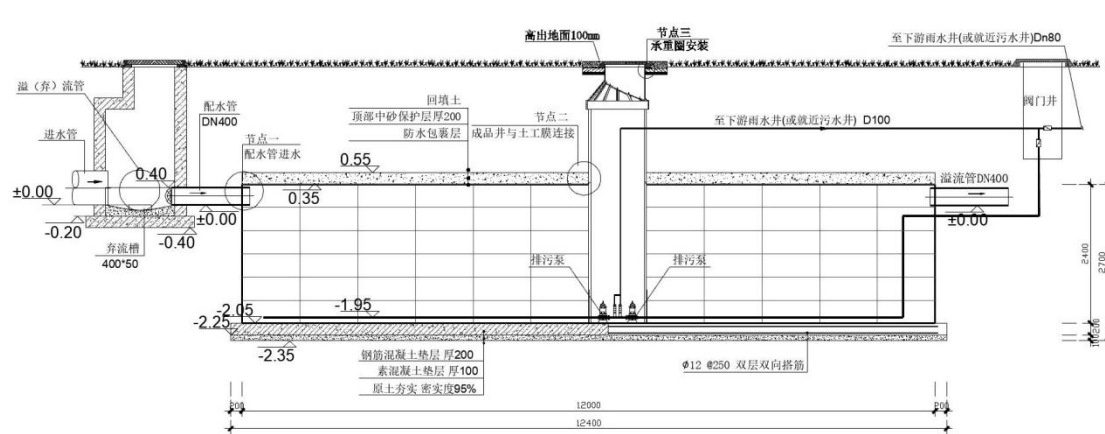 高出地面100mm
节点三
承重圈安装
至下游雨水井(或就近污水井)Dn80
溢（弃）流管
配水管
DN400
进水管
回填土
顶部中砂保护层厚200
防水包裹层
节点二
成品井与土工膜连接
节点一
配水管进水
至下游雨水井(或就近污水井) D100
阀门井
0.55
0.40
0.35
±0.00
±0.00
溢流管DN400
±0.00
-0.20
-0.40
弃流槽
400*50
排污泵
排污泵
2400
2700
-1.95
-2.05
-2.25
-2.35
钢筋混凝土垫层 厚200
素混凝土垫层 厚100
原土夯实 密实度95%
Φ12 @250 双层双向搭筋
200
12000
200
12400